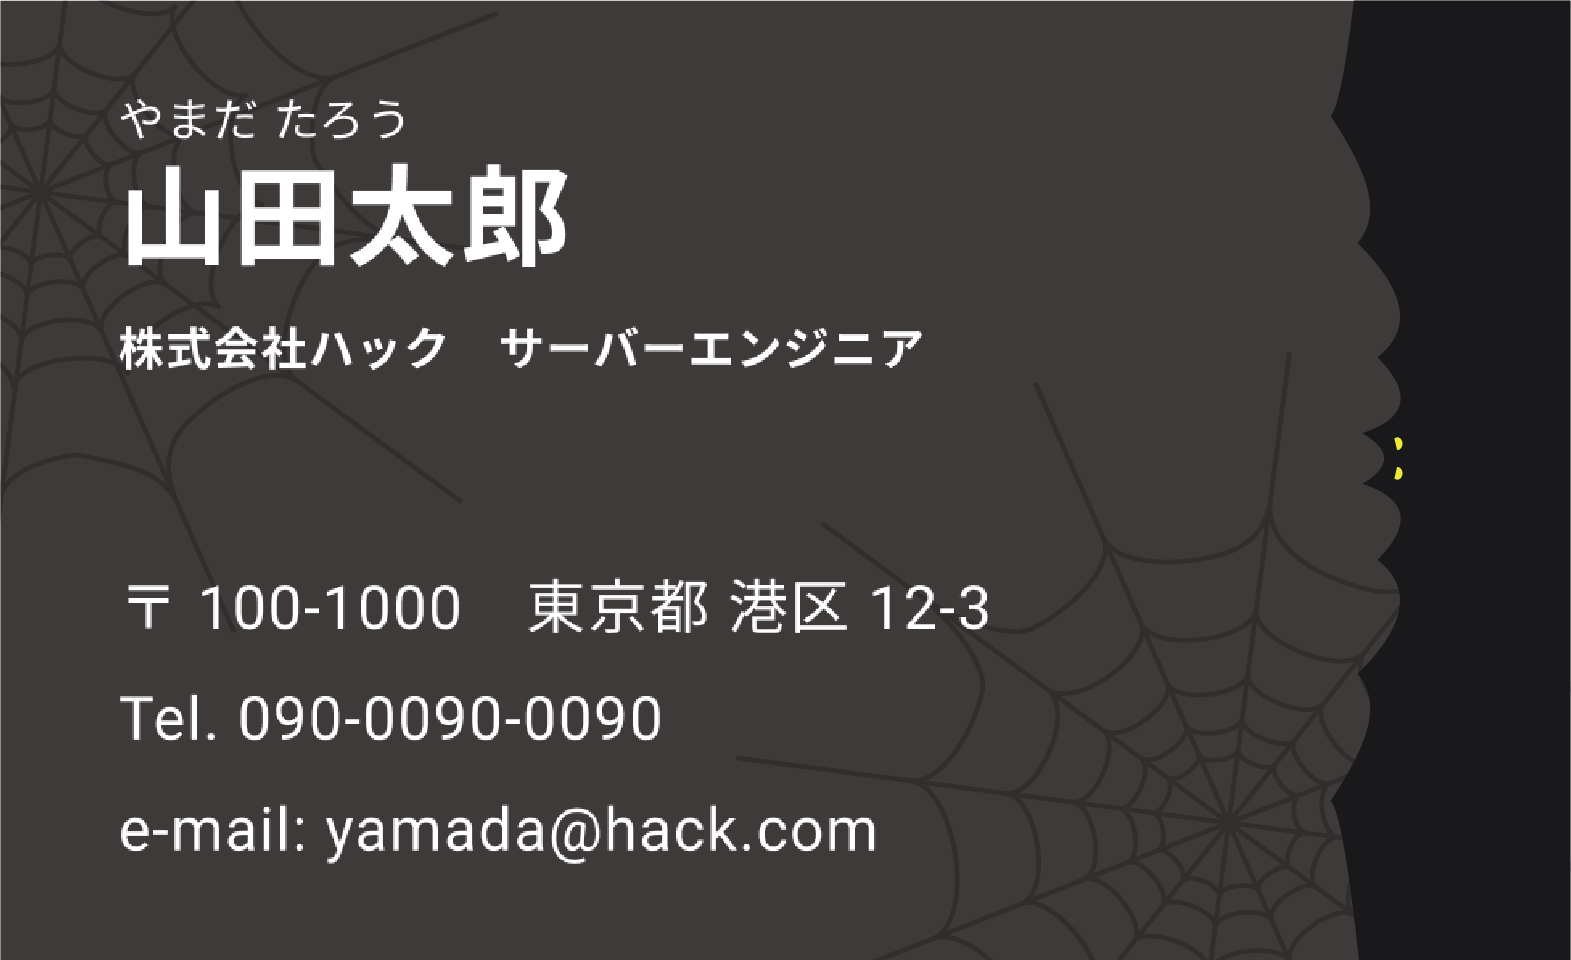 やまだ たろう
山田太郎
株式会社ハック　サーバーエンジニア
〒 100-1000　東京都 港区 12-3
Tel. 090-0090-0090
e-mail: yamada@hack.com